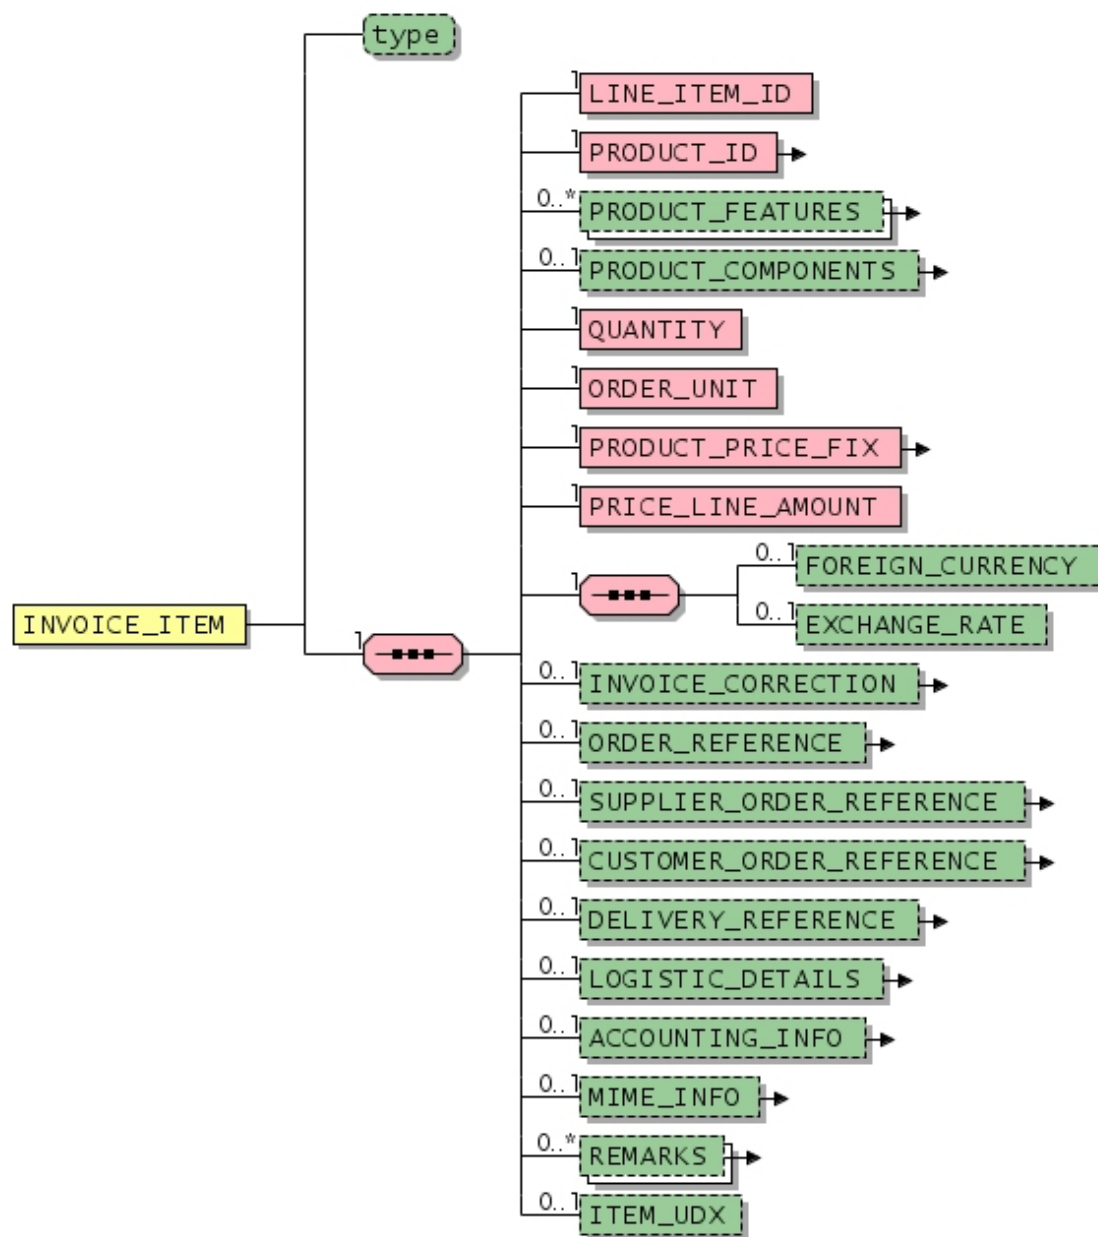 type
1 LINE_ITEM_ID
1 PRODUCT_ID
0..* PRODUCT_FEATURES
0..1 PRODUCT_COMPONENTS
1 QUANTITY
1 ORDER_UNIT
1 PRODUCT_PRICE_FIX
1 PRICE_LINE_AMOUNT
0..1 FOREIGN_CURRENCY
1
0..1 EXCHANGE_RATE
INVOICE_ITEM
1
0..1 INVOICE_CORRECTION
0..1 ORDER_REFERENCE
0..1 SUPPLIER_ORDER_REFERENCE
0..1 CUSTOMER_ORDER_REFERENCE
0..1 DELIVERY_REFERENCE
0..1 LOGISTIC_DETAILS
0..1 ACCOUNTING_INFO
0..1 MIME_INFO
0..* REMARKS
0..1 ITEM_UDX